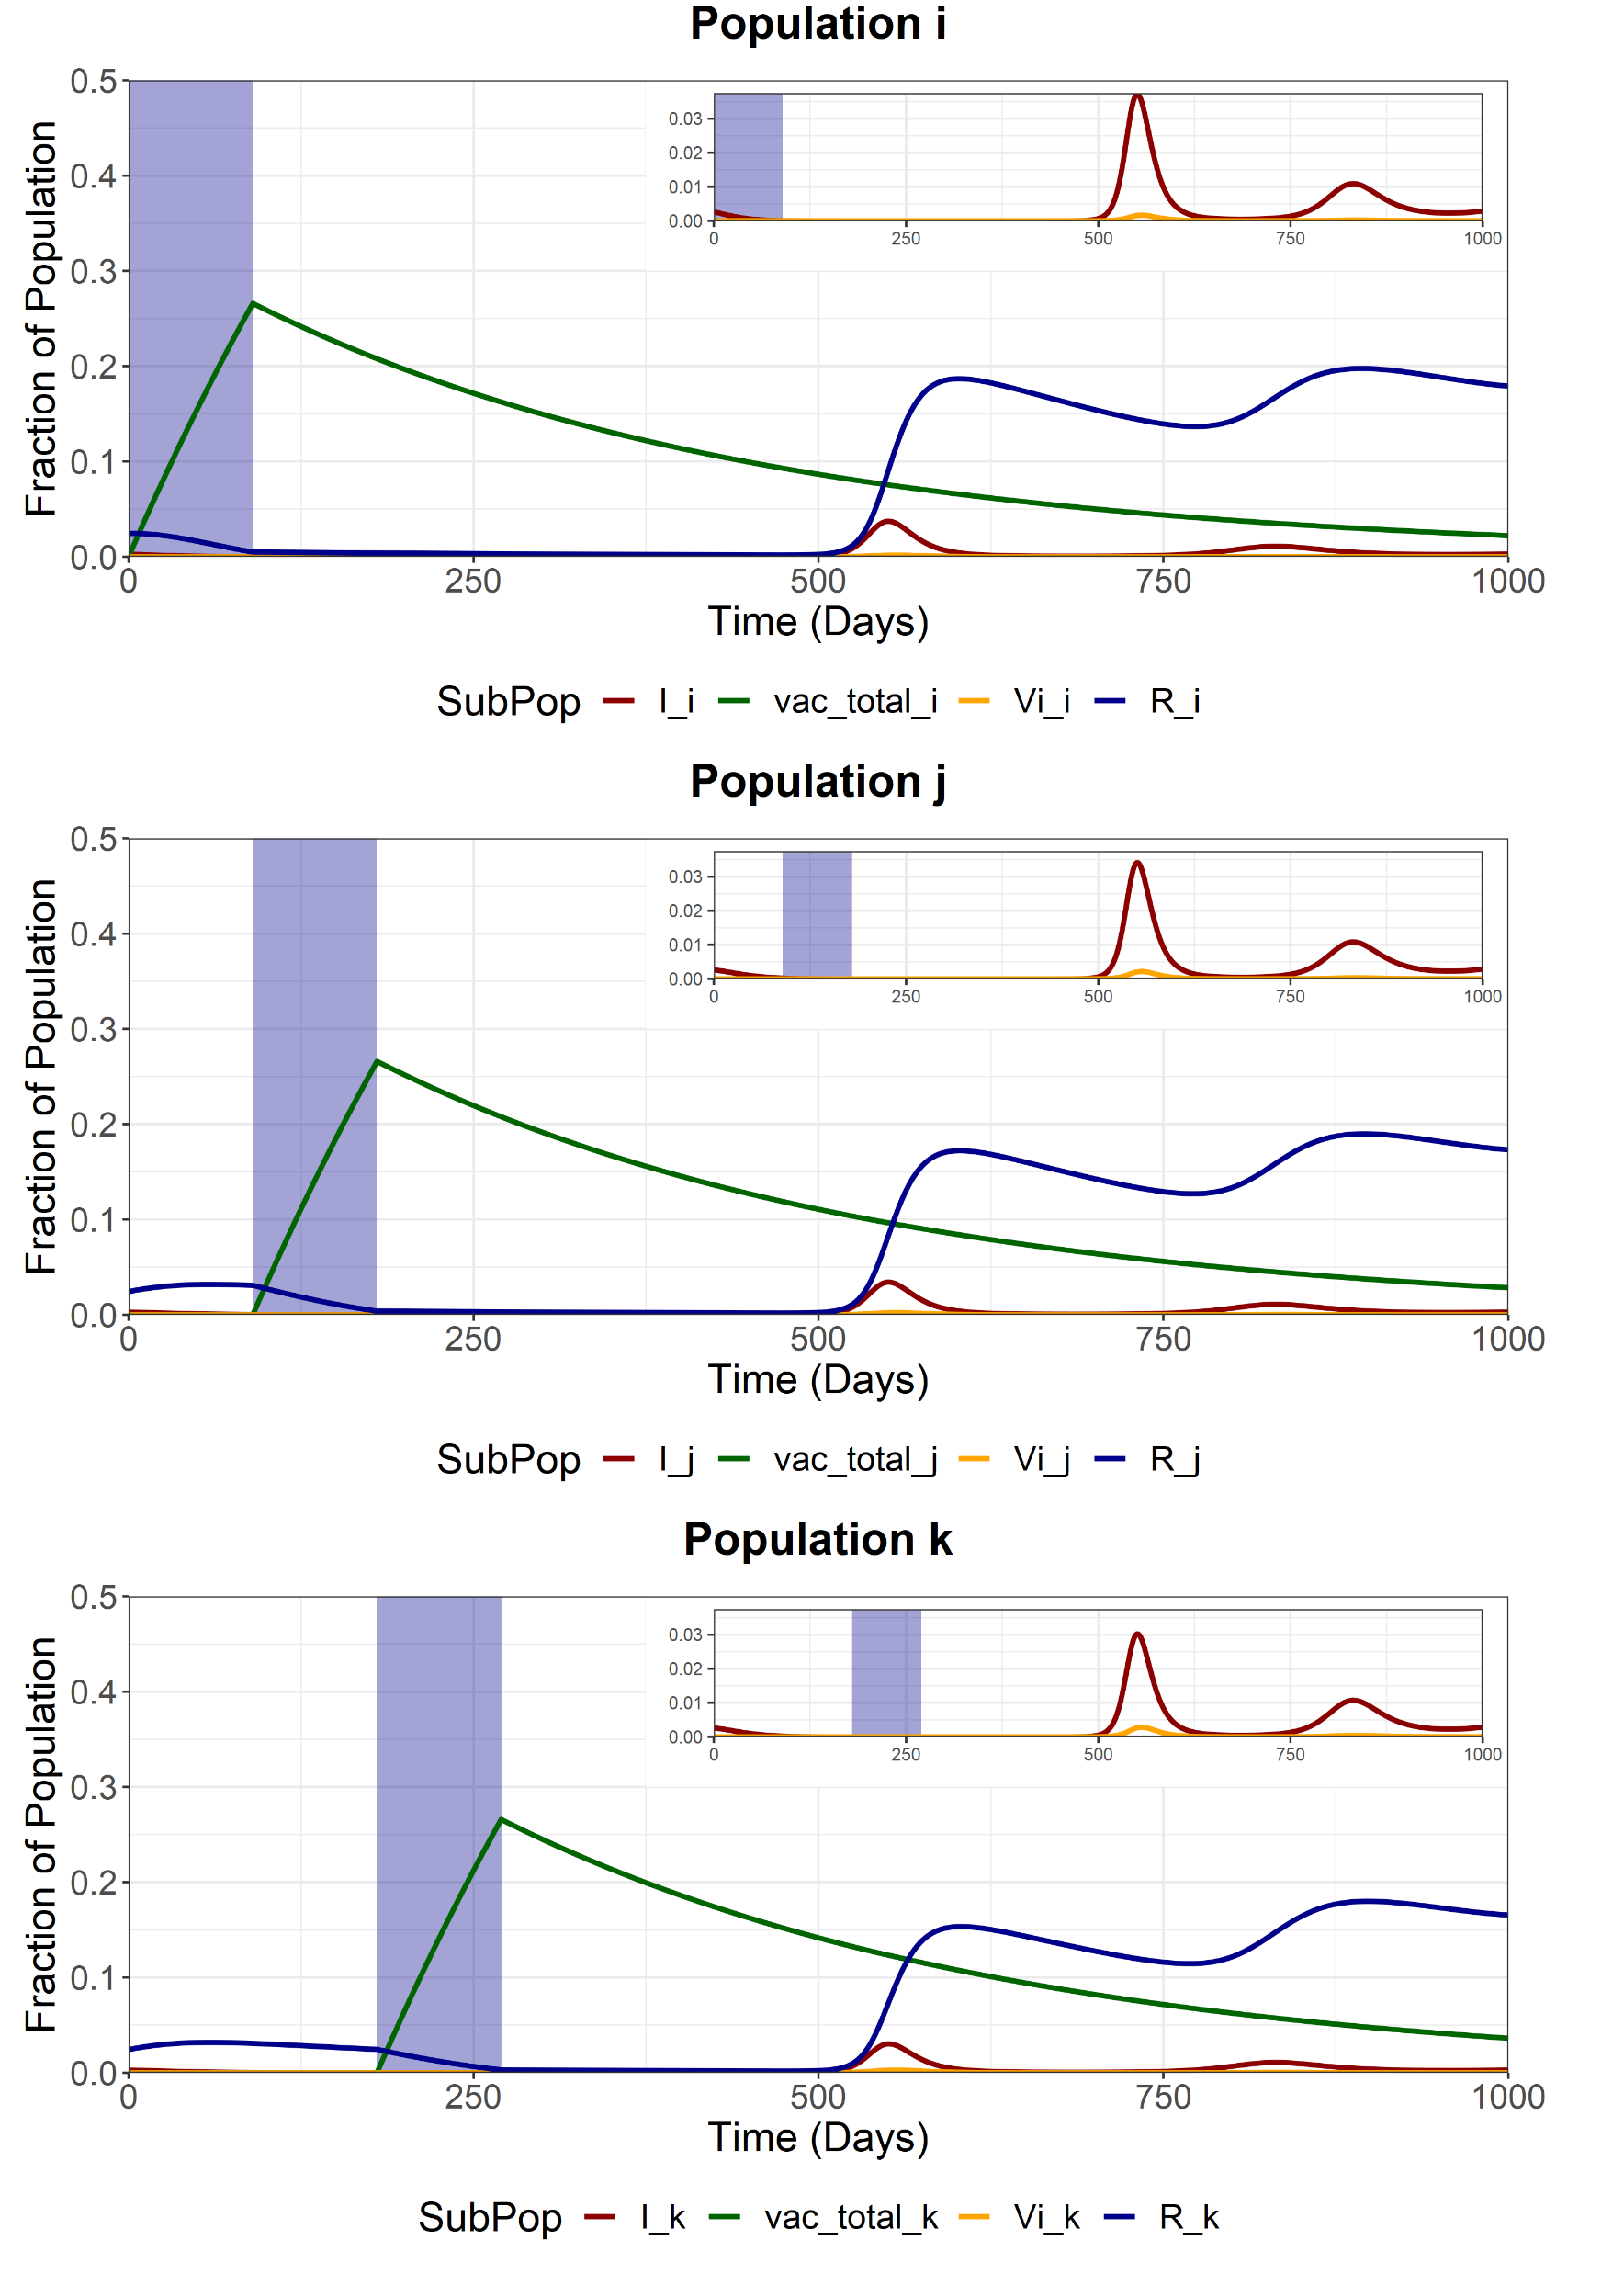 Population i
0.5
0.4
0.3
0.2
0.1
0.0
Fraction of Population
0.03
0.02
0.01
0.00
0 250 500 750 1000
0 250 500 750 1000
Time (Days)
SubPop I_i vac_total_i Vi_i R_i
Population j
0.5
0.4
0.3
0.2
0.1
0.0
Fraction of Population
0.03
0.02
0.01
0.00
0 250 500 750 1000
0 250 500 750 1000
Time (Days)
SubPop I_j vac_total_j Vi_j R_j
Population k
0.5
0.4
0.3
0.2
0.1
0.0
Fraction of Population
0.03
0.02
0.01
0.00
0 250 500 750 1000
0 250 500 750 1000
Time (Days)
SubPop I_k vac_total_k Vi_k R_k